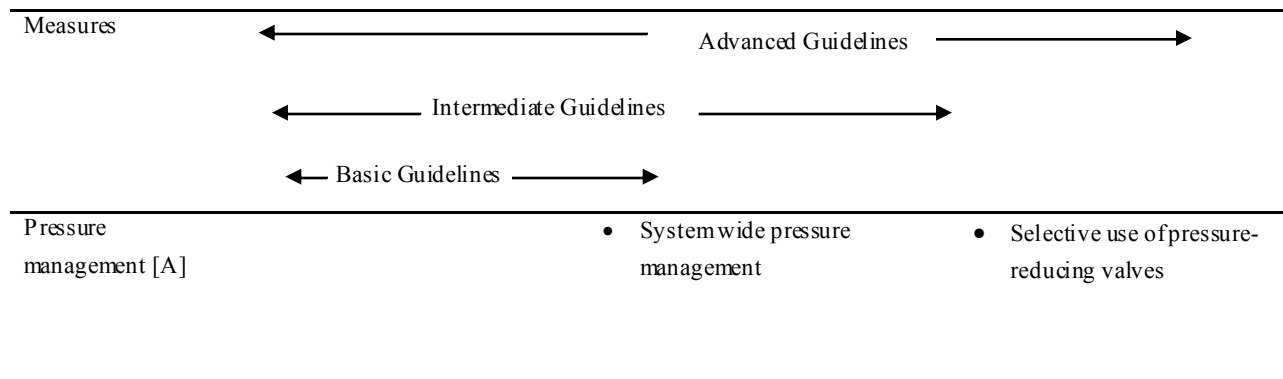 Measures
Advanced Guidelines
Intermediate Guidelines
Basic Guidelines
Pressure
management [A]
• System wide pressure
management
• Selective use of pressure-
reducing valves